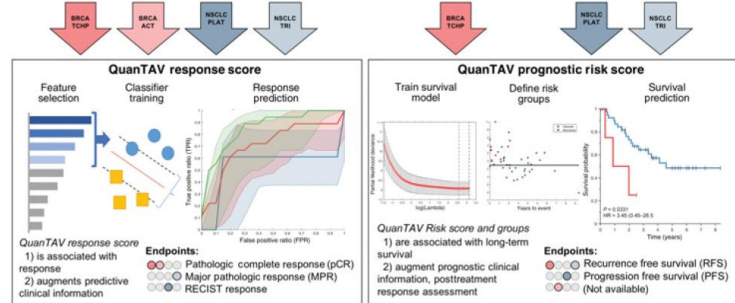 BRCA
TCHP
BRCA
ACT
NSCLC
PLAT
NSCLC
TRI
BRCA
TCHP
NSCLC
PLAT
NSCLC
TRI
QuanTAV response score
Feature
selection
Classifier
training
Response
prediction
True positive ratio (TPR)
False positive ratio (FPR)
QuanTAV response score
1) is associated with
response
2) augments predictive
clinical information
Endpoints:
Pathologic complete response (pCR)
Major pathologic response (MPR)
RECIST response
QuanTAV prognostic risk score
Train survival
model
Define risk
groups
Survival
prediction
Partial likelihood deviance
log(Lambda)
Years to event
Survival probability
P = 0.0331
HR = 3.45 (0.45–26.5
Time (years)
QuanTAV Risk score and groups
1) are associated with long-term
survival
2) augment prognostic clinical
information, posttreatment
response assessment
Endpoints:
Recurrence free survival (RFS)
Progression free survival (PFS)
(Not available)